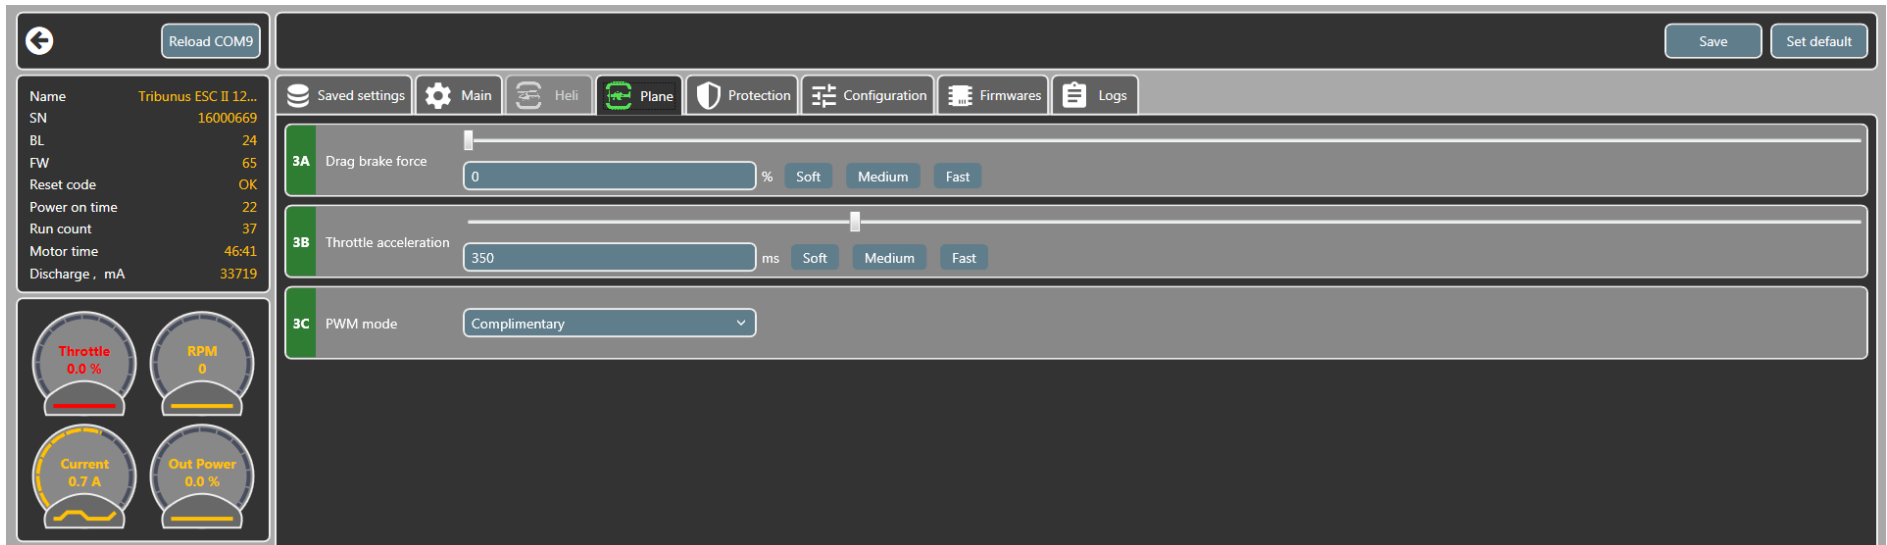 Reload COM9
Save
Set default
Name Tribunus ESC II 12...
SN 16000669
BL 24
FW 65
Reset code OK
Power on time 22
Run count 37
Motor time 46:41
Discharge , mA 33719
Throttle
0.0 %
RPM
0
Current
0.7 A
Out Power
0.0 %
Saved settings
Main
Heli
Plane
Protection
Configuration
Firmwares
Logs
3A Drag brake force
0 % Soft Medium Fast
3B Throttle acceleration
350 ms Soft Medium Fast
3C PWM mode Complimentary